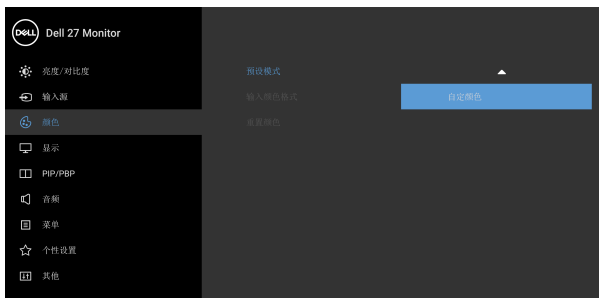 DELL Dell 27 Monitor
亮度/对比度 预设模式
输入源 输入颜色格式 自定颜色
颜色 重置颜色
显示
PIP/PBP
音频
菜单
个性设置
其他